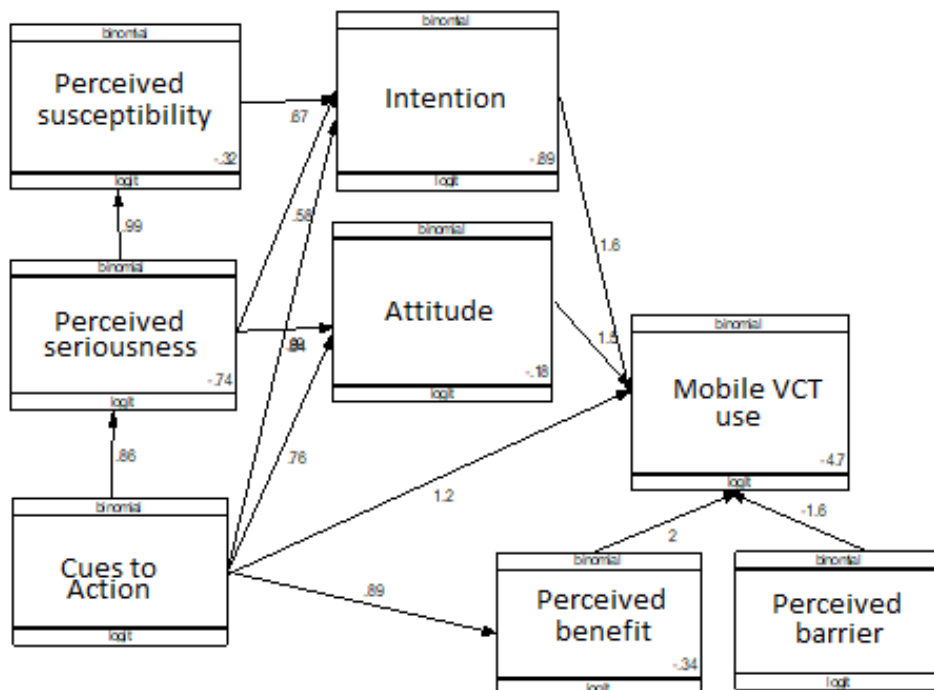 binomial
Perceived
susceptibility
-.32
logit
binomial
Intention
-.89
logit
.67
.99
.58
binomial
Perceived
seriousness
-.74
logit
binomial
Attitude
-.18
logit
1.6
1.5
.86
.76
binomial
Mobile VCT
use
-4.7
logit
binomial
Cues to
Action
logit
1.2
.89
2
-1.6
binomial
Perceived
benefit
-.34
logit
binomial
Perceived
barrier
logit